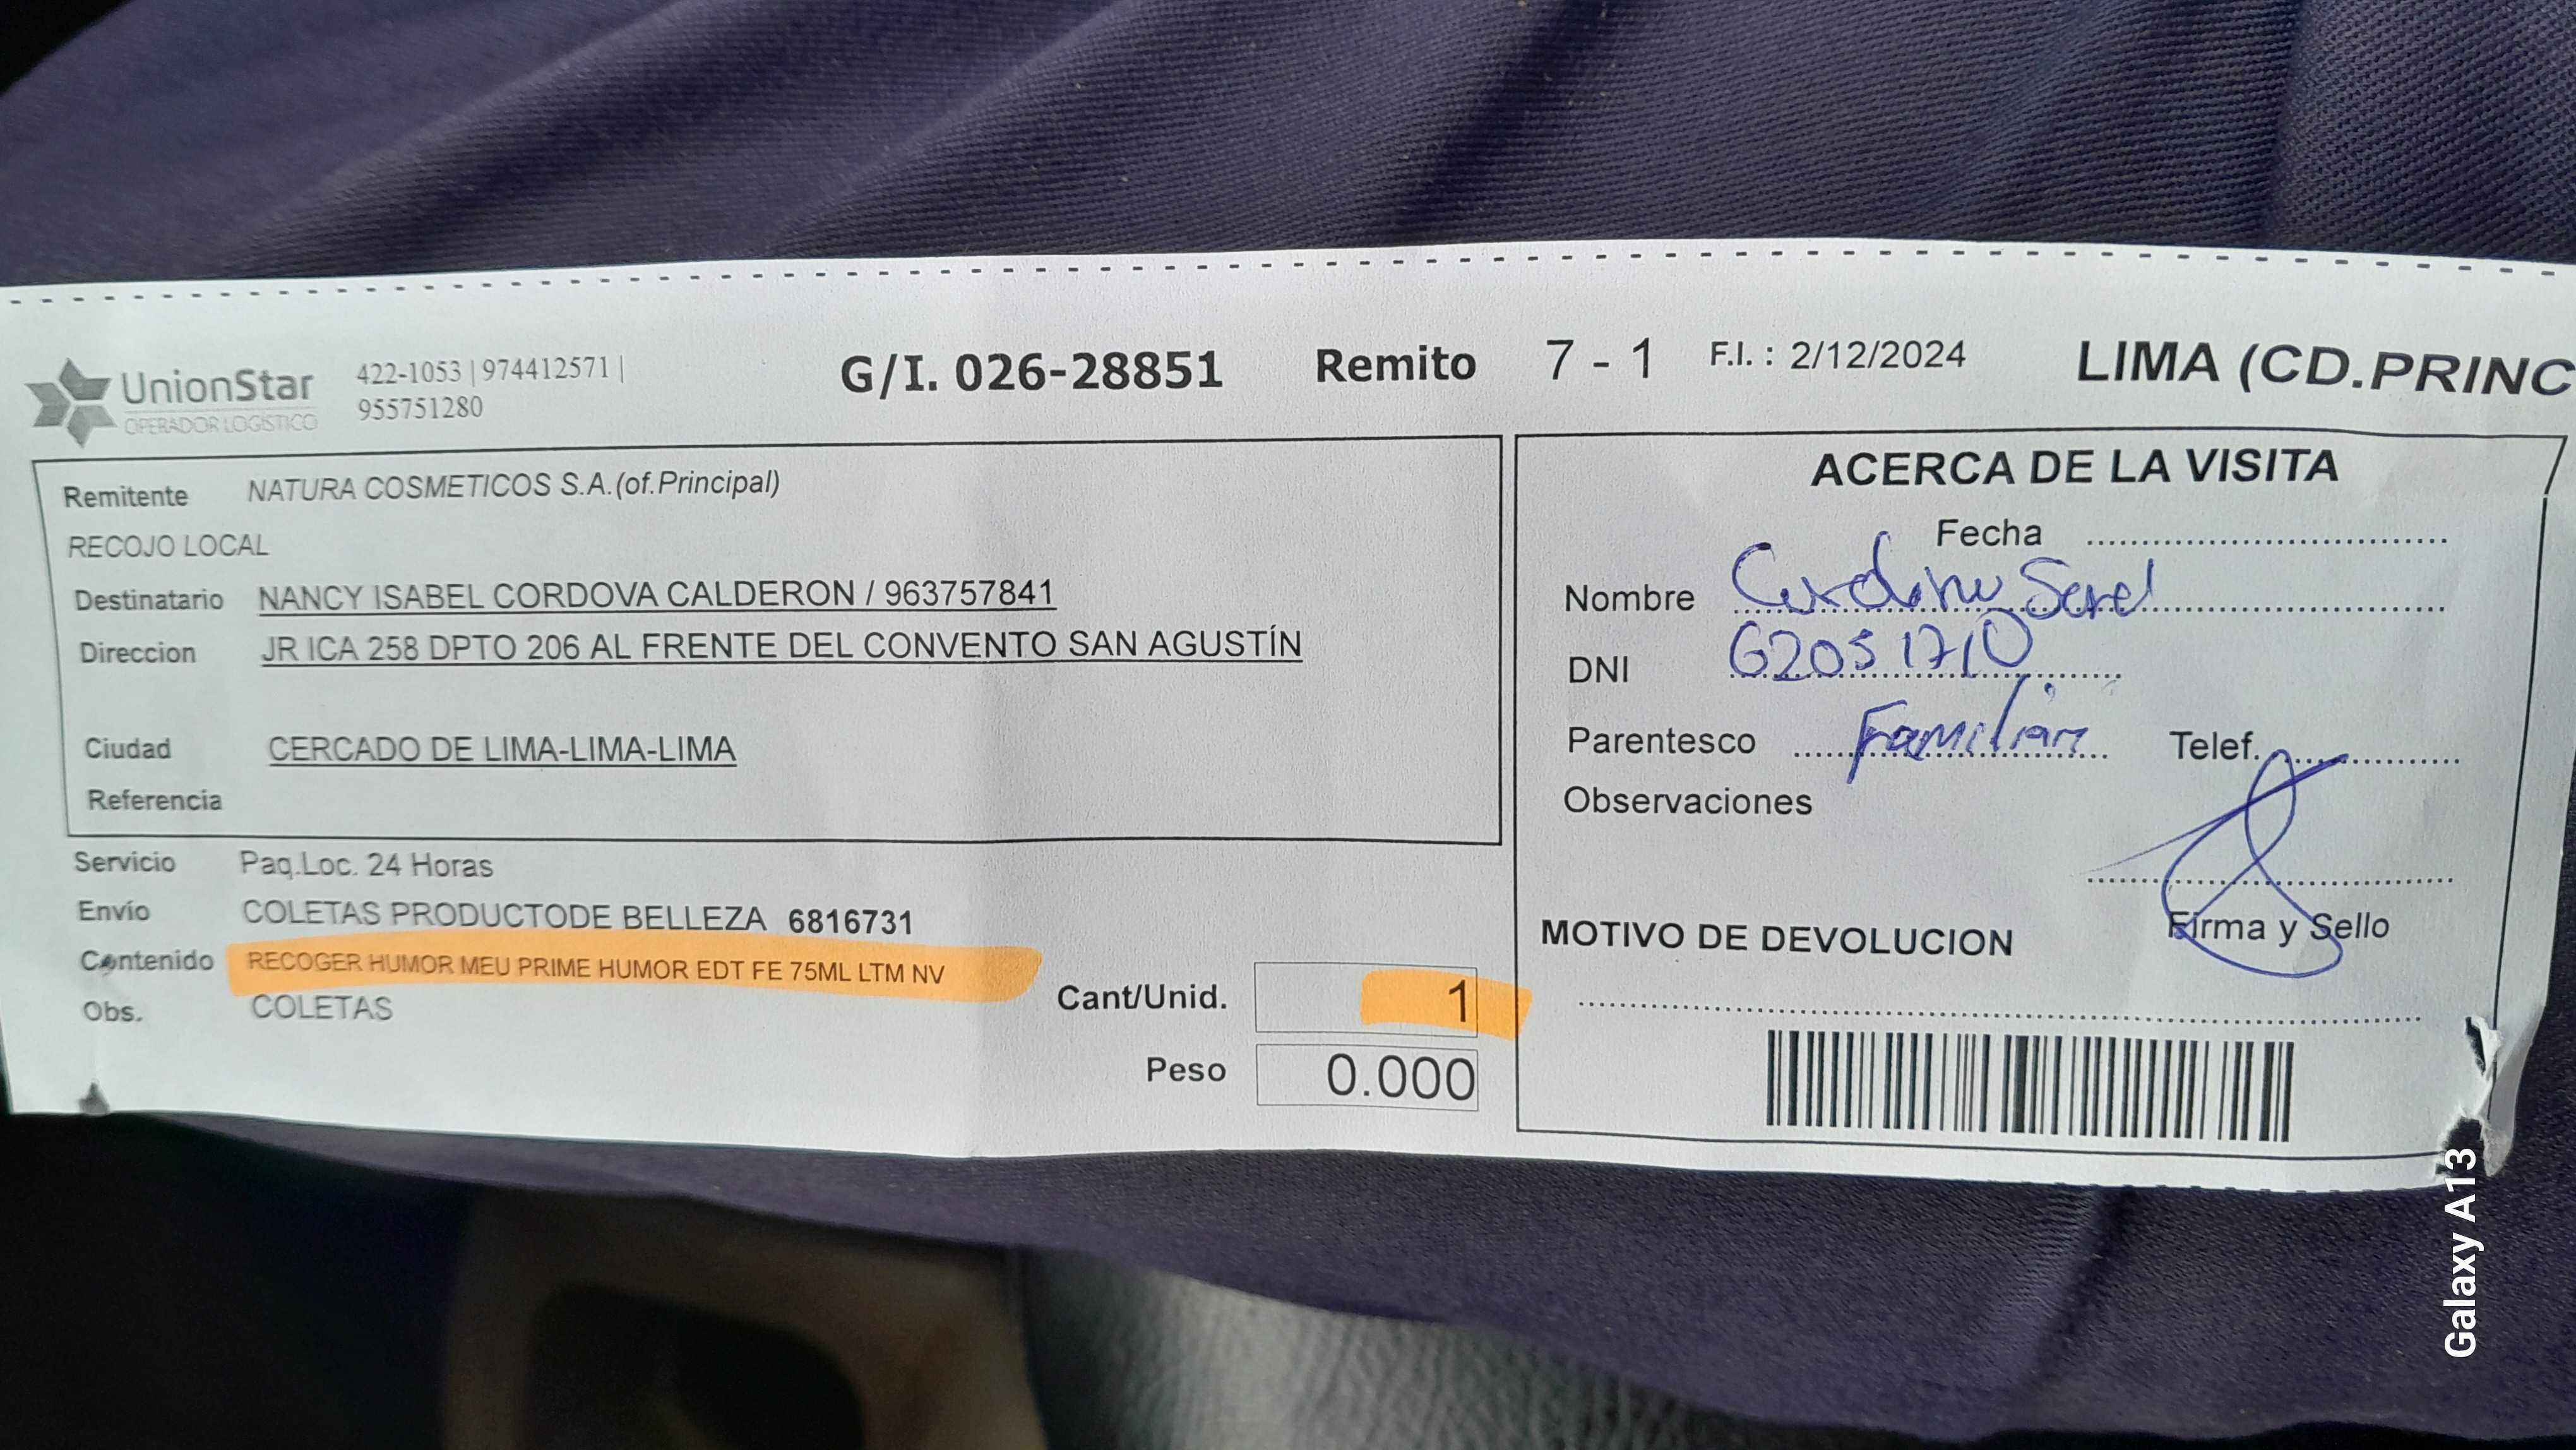 UnionStar
OPERADOR LOGISTICO
422-1053 | 974412571 |
955751280
G/I. 026-28851 Remito 7 - 1 F.I. : 2/12/2024 LIMA (CD.PRINC
Remitente NATURA COSMETICOS S.A.(of.Principal)
RECOJO LOCAL
Destinatario NANCY ISABEL CORDOVA CALDERON / 963757841
Direccion JR ICA 258 DPTO 206 AL FRENTE DEL CONVENTO SAN AGUSTÍN
Ciudad CERCADO DE LIMA-LIMA-LIMA
Referencia
Servicio Paq.Loc. 24 Horas
Envío COLETAS PRODUCTODE BELLEZA 6816731
Contenido RECOGER HUMOR MEU PRIME HUMOR EDT FE 75ML LTM NV
Obs. COLETAS
Cant/Unid. 1
Peso 0.000
ACERCA DE LA VISITA
Fecha
Nombre
DNI 62051710
Parentesco Familiar Telef.
Observaciones
Firma y Sello
MOTIVO DE DEVOLUCION
Galaxy A13